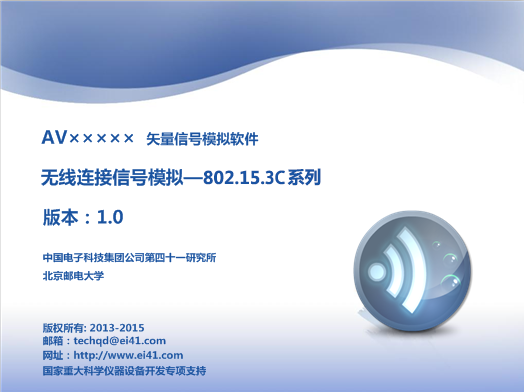 AV××××× 矢量信号模拟软件
无线连接信号模拟—802.15.3C系列
版本：1.0
中国电子科技集团公司第四十一研究所
北京邮电大学
版权所有: 2013-2015
邮箱：techqd@ei41.com
网址：http://www.ei41.com
国家重大科学仪器设备开发专项支持